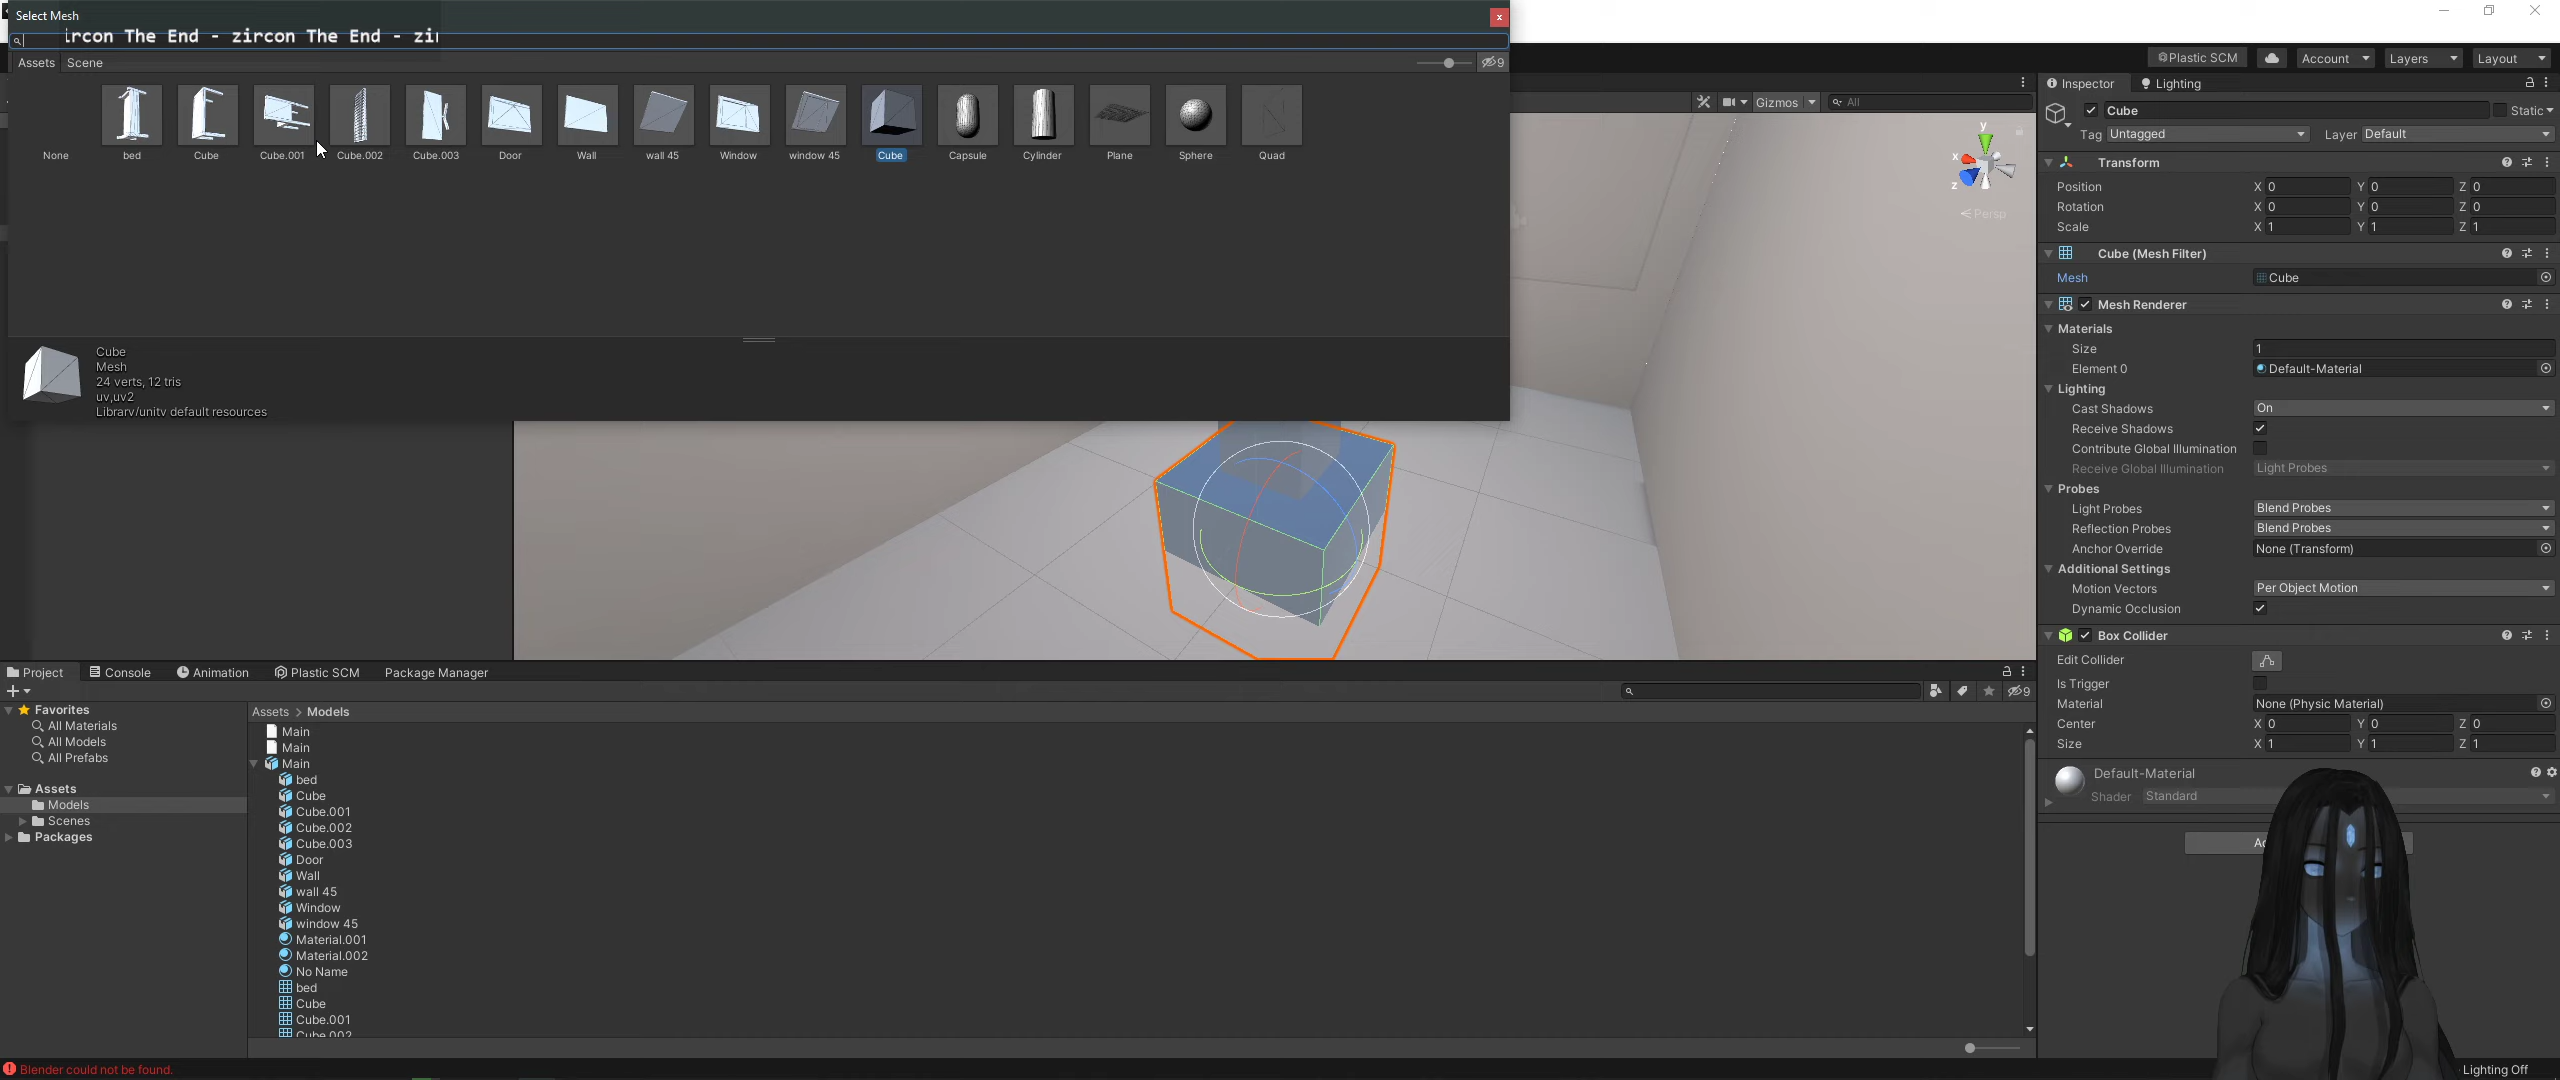 Select Mesh
ircon The End - zircon The End - zir
Assets Scene
9
None bed Cube Cube.001 Cube.002 Cube.003 Door Wall wall 45 Window window 45 Cube Capsule Cylinder Plane Sphere Quad
Cube
Mesh
24 verts, 12 tris
uv,uv2
Library/unity default resources
Plastic SCM Account Layers Layout
Gizmos All
y
x
z
Persp
Inspector Lighting
Cube Static
Tag Untagged Layer Default
Transform
Position X 0 Y 0 Z 0
Rotation X 0 Y 0 Z 0
Scale X 1 Y 1 Z 1
Cube (Mesh Filter)
Mesh Cube
Mesh Renderer
Materials
Size 1
Element 0 Default-Material
Lighting
Cast Shadows On
Receive Shadows
Contribute Global Illumination
Receive Global Illumination Light Probes
Probes
Light Probes Blend Probes
Reflection Probes Blend Probes
Anchor Override None (Transform)
Additional Settings
Motion Vectors Per Object Motion
Dynamic Occlusion
Box Collider
Edit Collider
Is Trigger
Material None (Physic Material)
Center X 0 Y 0 Z 0
Size X 1 Y 1 Z 1
Default-Material
Shader Standard
Project Console Animation Plastic SCM Package Manager
9
Favorites
All Materials
All Models
All Prefabs
Assets
Models
Scenes
Packages
Assets > Models
Main
Main
Main
bed
Cube
Cube.001
Cube.002
Cube.003
Door
Wall
wall 45
Window
window 45
Material.001
Material.002
No Name
bed
Cube
Cube.001
Cube.002
Blender could not be found.
Lighting Off